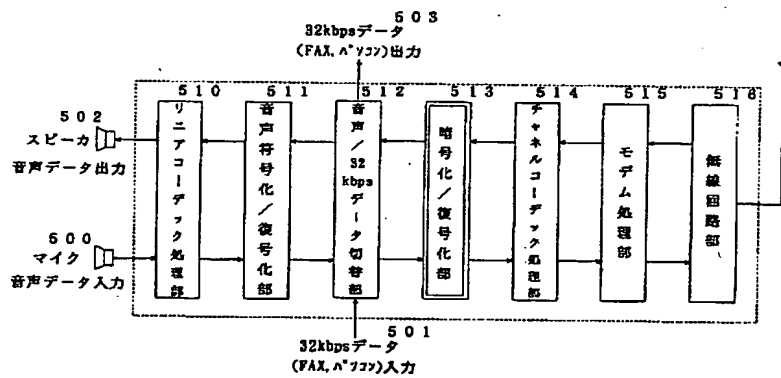 503
32kbpsデータ
(FAX,パソコン)出力
510
511
512
513
514
515
516
502
スピーカ
音声データ出力
500
マイク
音声データ入力
リニアコーデック処理部
音声符号化/復号化部
音声/32kbpsデータ切替部
暗号化/復号化部
チャネルコーデック処理部
モデム処理部
無線回路部
501
32kbpsデータ
(FAX,パソコン)入力